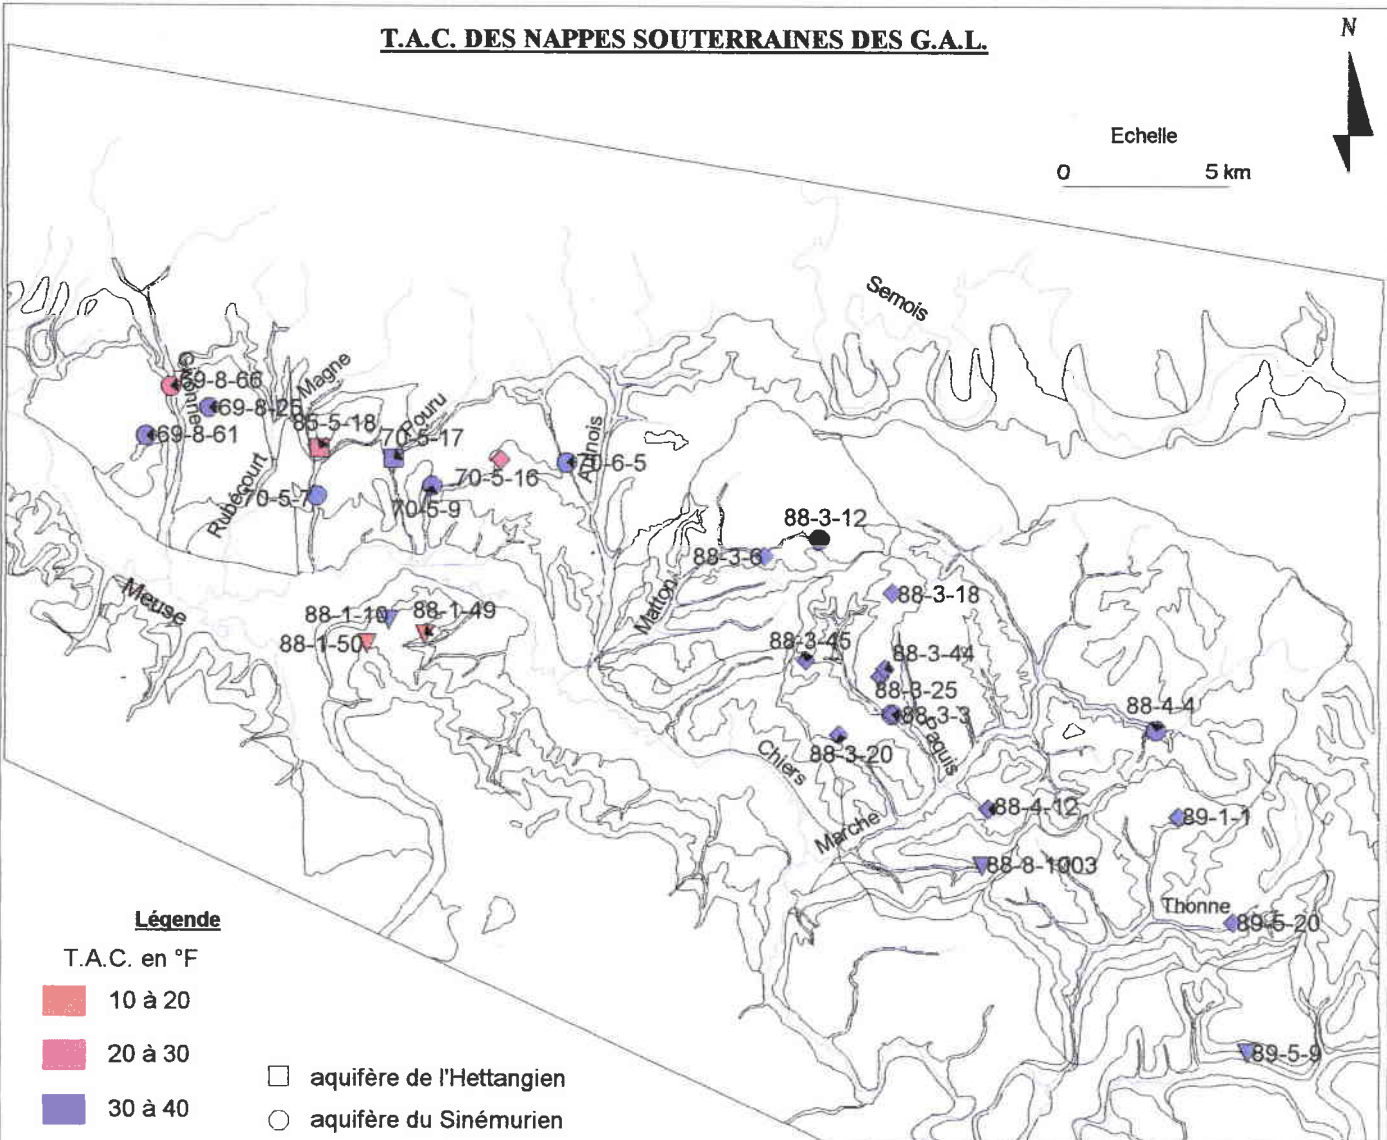 T.A.C. DES NAPPES SOUTERRAINES DES G.A.L.
N
Echelle
0 5 km
Semois
Givonne
69-8-66
69-8-25
69-8-61
Magne
85-5-18
Pouru
70-5-17
70-5-16
Aulnois
70-6-5
Rubécourt
70-5-7
70-5-9
88-3-12
88-3-6
Matton
88-3-18
Meuse
88-1-10
88-1-49
88-1-50
88-3-45
88-3-44
88-3-25
88-3-3
88-4-4
Paquis
88-3-20
Chiers
Marche
88-4-12
89-1-1
88-8-1003
Thonne
89-5-20
89-5-9
Légende
T.A.C. en °F
10 à 20
20 à 30
30 à 40
aquifère de l'Hettangien
aquifère du Sinémurien